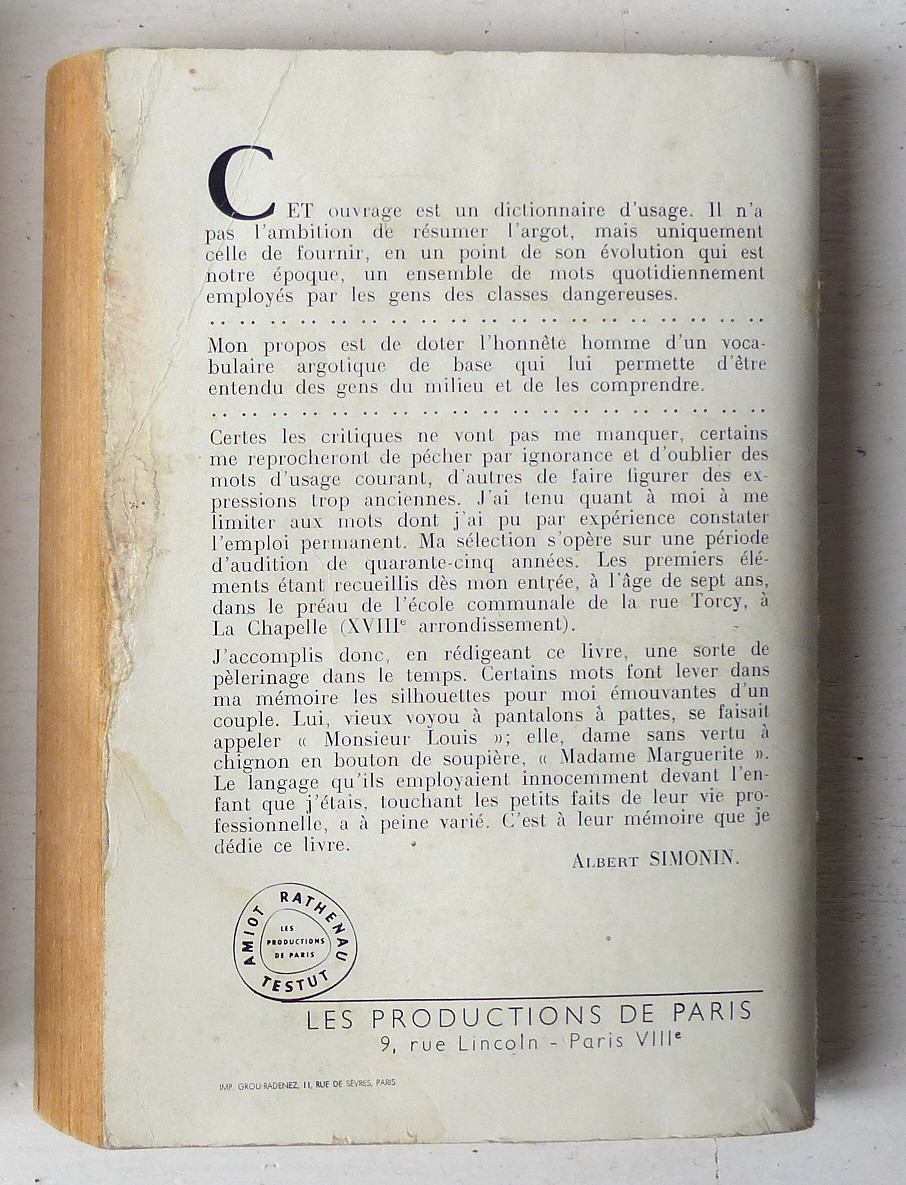 CET ouvrage est un dictionnaire d'usage. Il n'a
pas l'ambition de résumer l'argot, mais uniquement
celle de fournir, en un point de son évolution qui est
notre époque, un ensemble de mots quotidiennement
employés par les gens des classes dangereuses.
Mon propos est de doter l'honnête homme d'un voca-
bulaire argotique de base qui lui permette d'être
entendu des gens du milieu et de les comprendre.
Certes les critiques ne vont pas me manquer, certains
me reprocheront de pécher par ignorance et d'oublier des
mots d'usage courant, d'autres de faire figurer des ex-
pressions trop anciennes. J'ai tenu quant à moi à me
limiter aux mots dont j'ai pu par expérience constater
l'emploi permanent. Ma sélection s'opère sur une période
d'audition de quarante-cinq années. Les premiers élé-
ments étant recueillis dès mon entrée, à l'âge de sept ans,
dans le préau de l'école communale de la rue Torcy, à
La Chapelle (XVIIIe arrondissement).
J'accomplis donc, en rédigeant ce livre, une sorte de
pèlerinage dans le temps. Certains mots font lever dans
ma mémoire les silhouettes pour moi émouvantes d'un
couple. Lui, vieux voyou à pantalons à pattes, se faisait
appeler « Monsieur Louis »; elle, dame sans vertu à
chignon en bouton de soupière, « Madame Marguerite ».
Le langage qu'ils employaient innocemment devant l'en-
fant que j'étais, touchant les petits faits de leur vie pro-
fessionnelle, a à peine varié. C'est à leur mémoire que je
dédie ce livre.
ALBERT SIMONIN.
AMIOT RATHENAU
TESTUT
LES
PRODUCTIONS
DE PARIS
LES PRODUCTIONS DE PARIS
9, rue Lincoln - Paris VIIIe
IMP. GROU-RADENEZ, 11, RUE DE SÈVRES, PARIS